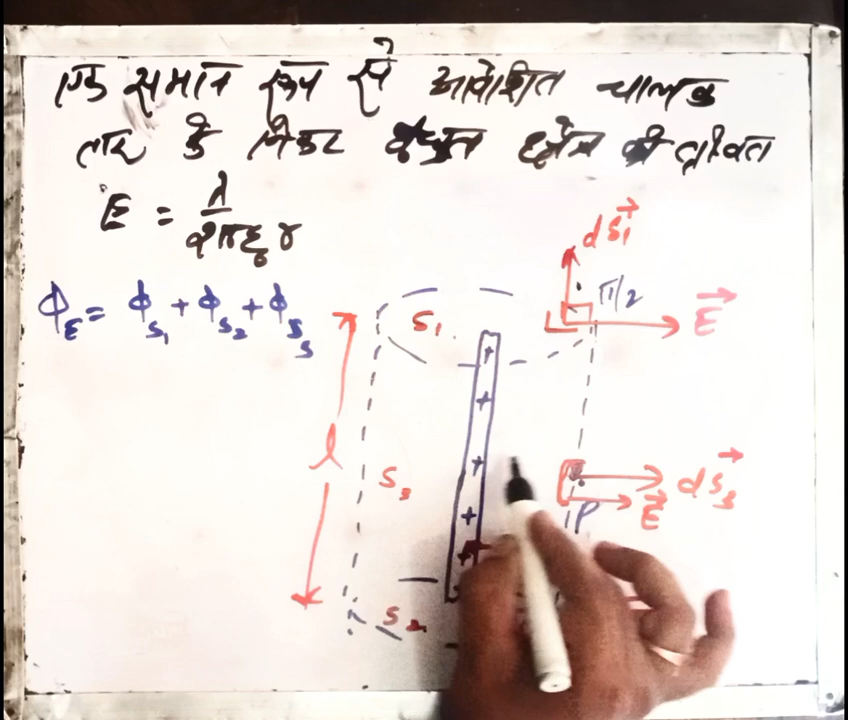 एक समान रूप से आवेशित चालक
तार के निकट वैद्युत क्षेत्र की तीव्रता
E = λ / 2πε₀r
Φ_E = Φ_S₁ + Φ_S₂ + Φ_S₃
dS₁→
π/2
E→
S₁
l
S₃
dS₃→
P
E→
S₂
+
+
+
+
+